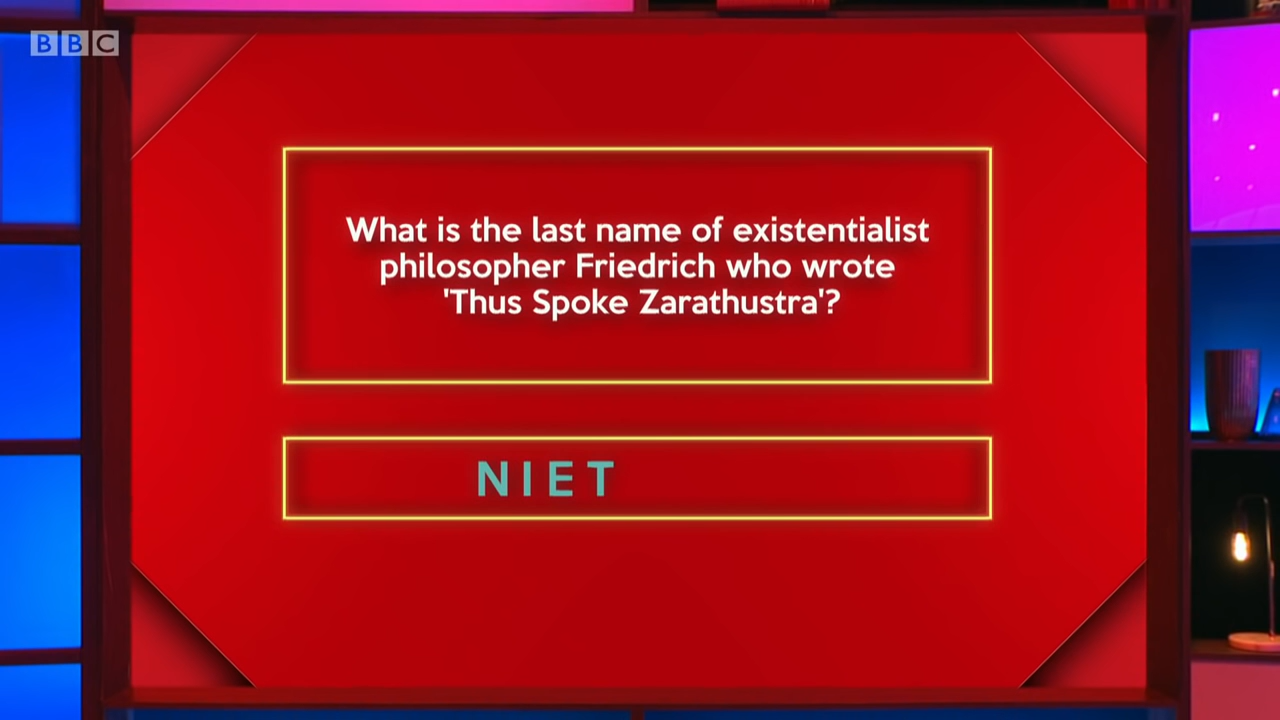 BBC
What is the last name of existentialist
philosopher Friedrich who wrote
'Thus Spoke Zarathustra'?
NIET